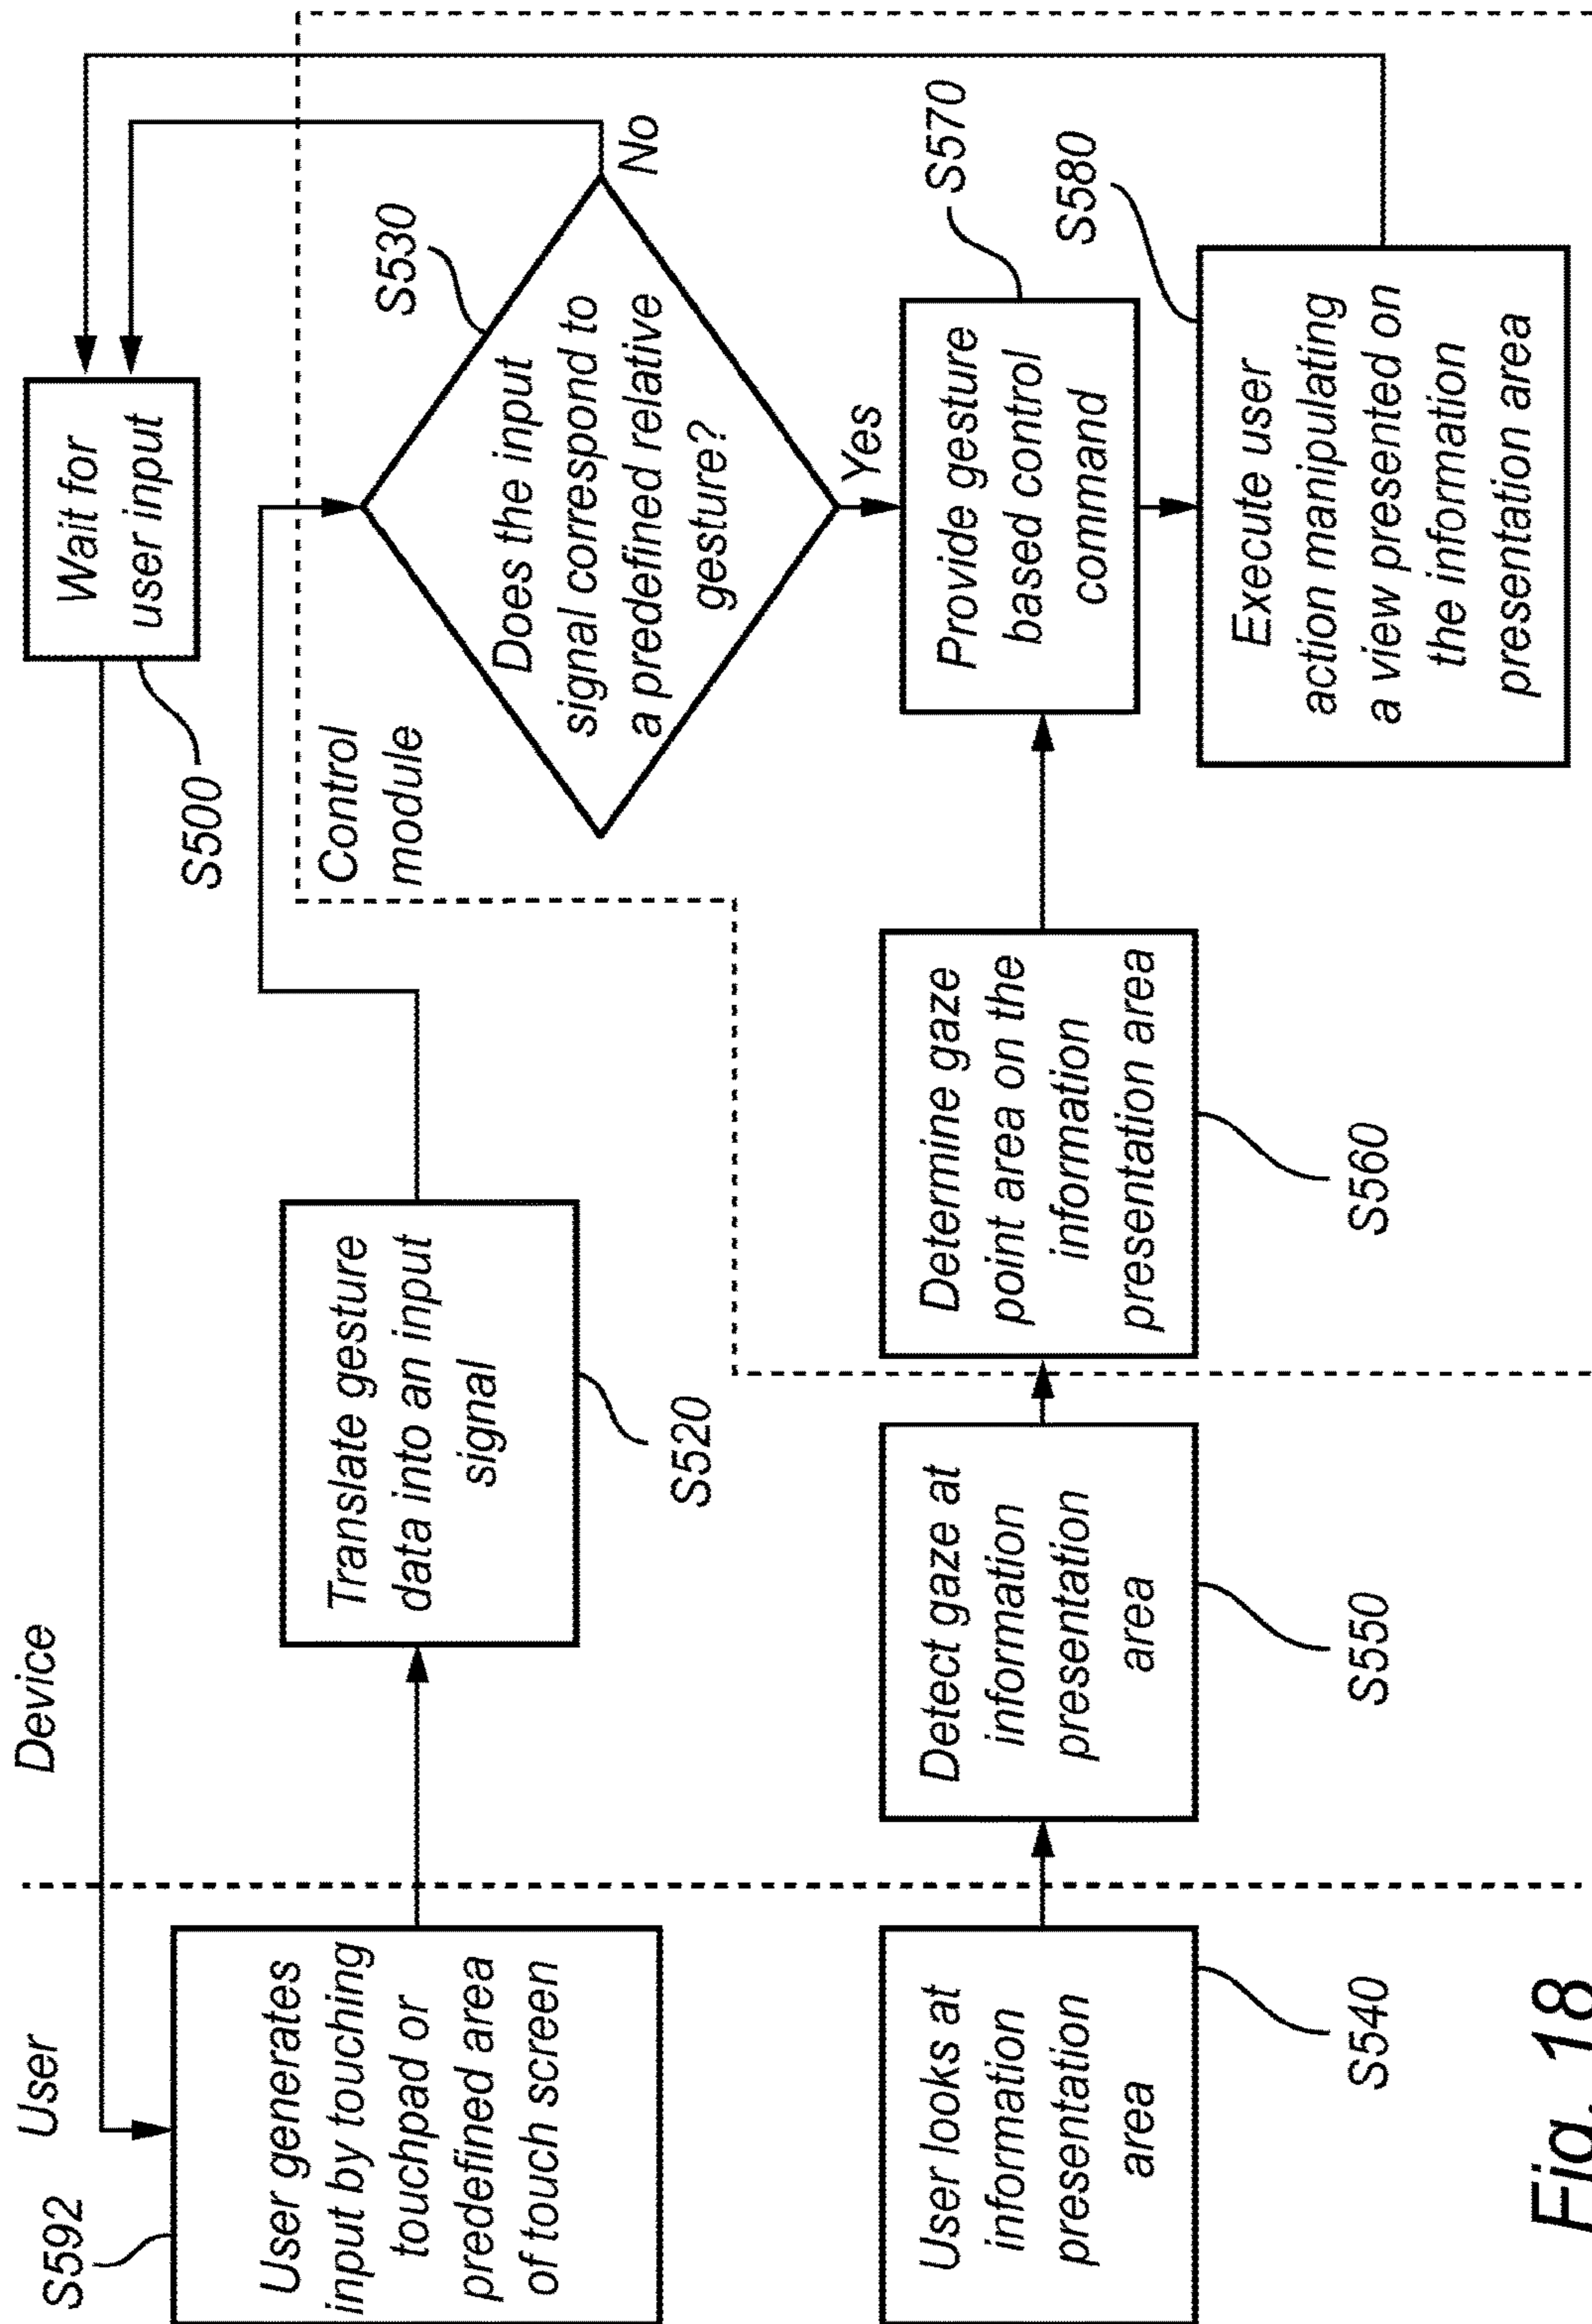 User
Device
S592
User generates
input by touching
touchpad or
predefined area
of touch screen
Translate gesture
data into an input
signal
S520
Wait for
user input
S500
Control
module
Does the input
signal correspond to
a predefined relative
gesture?
S530
No
Yes
User looks at
information
presentation
area
S540
Detect gaze at
information
presentation
area
S550
Determine gaze
point area on the
information
presentation area
S560
Provide gesture
based control
command
S570
Execute user
action manipulating
a view presented on
the information
presentation area
S580
Fig. 18